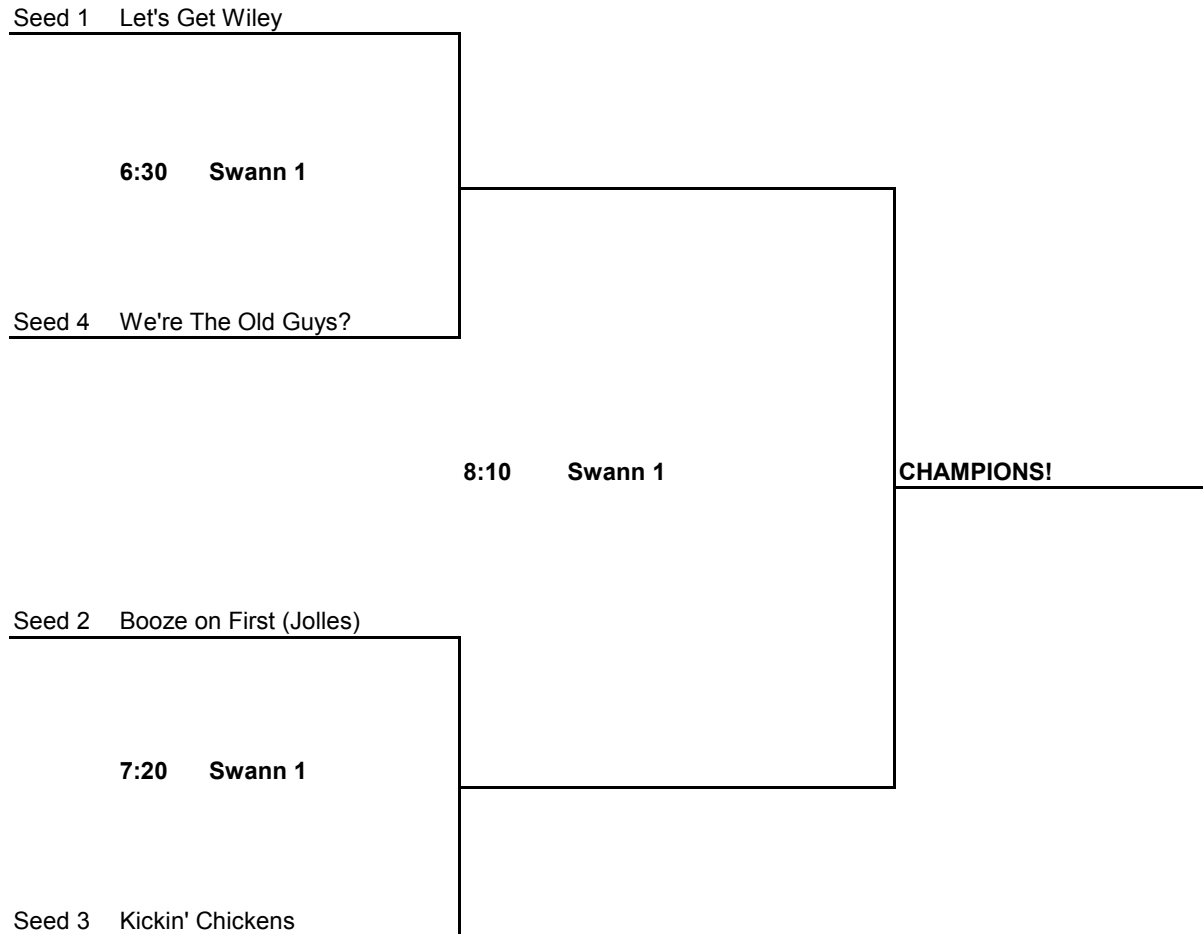 Seed 1 Let's Get Wiley
6:30 Swann 1
Seed 4 We're The Old Guys?
8:10 Swann 1 CHAMPIONS!
Seed 2 Booze on First (Jolles)
7:20 Swann 1
Seed 3 Kickin' Chickens